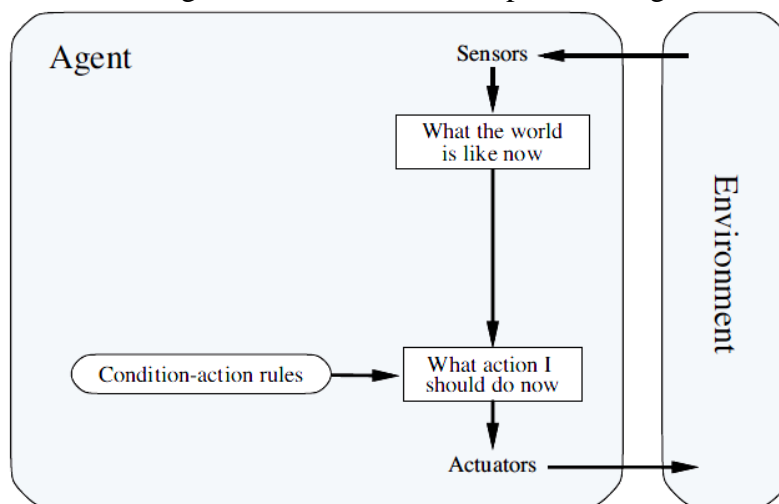 Agent
Sensors
What the world
is like now
Environment
Condition-action rules
What action I
should do now
Actuators